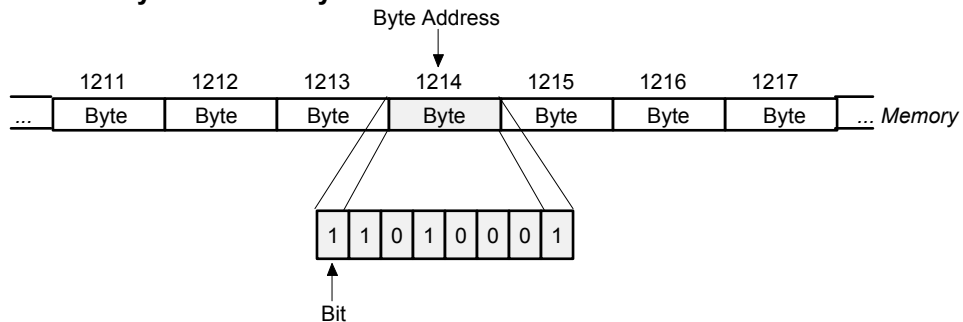 Byte Address
1211 1212 1213 1214 1215 1216 1217
... Byte Byte Byte Byte Byte Byte Byte ... Memory
1 1 0 1 0 0 0 1
Bit